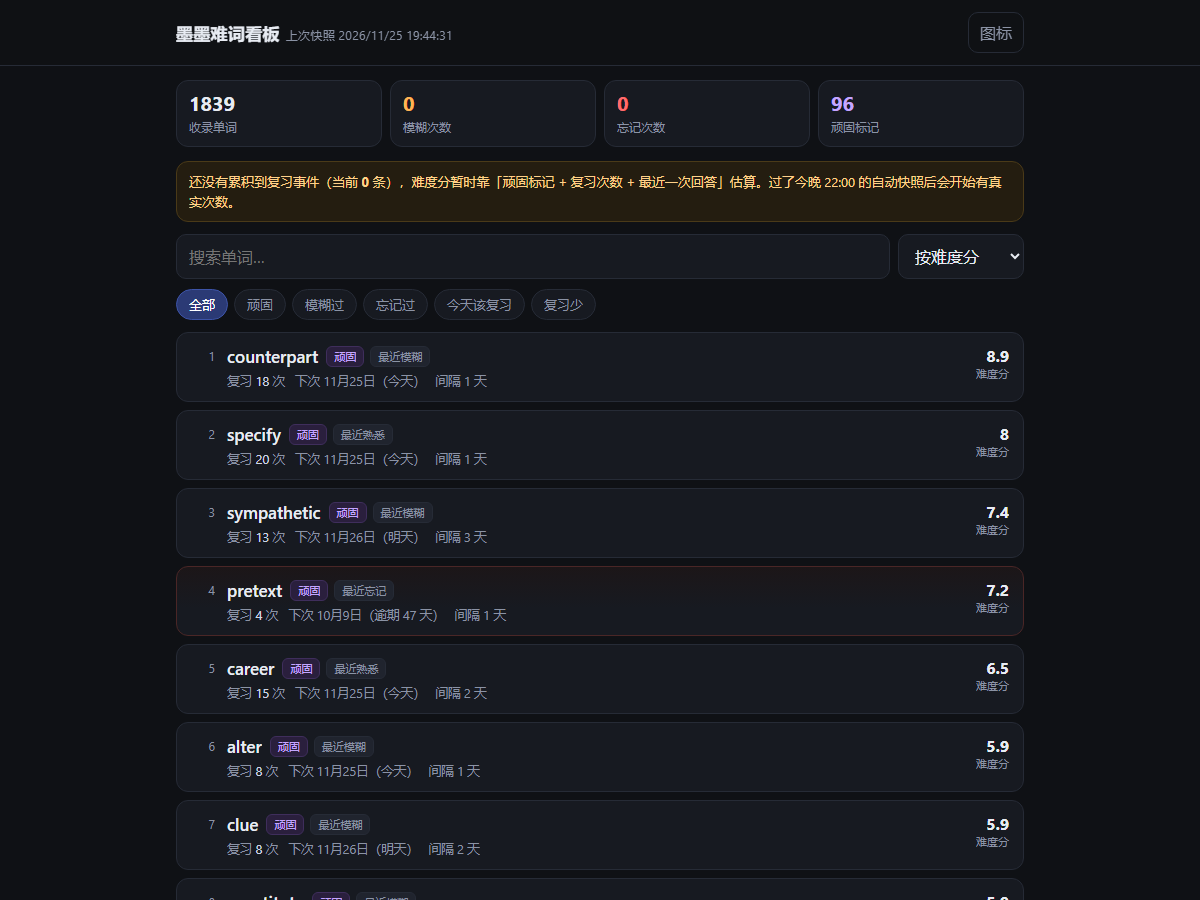 墨墨难词看板 上次快照 2026/11/25 19:44:31
图标
1839
收录单词
0
模糊次数
0
忘记次数
96
顽固标记
还没有累积到复习事件（当前 0 条），难度分暂时靠「顽固标记 + 复习次数 + 最近一次回答」估算。过了今晚 22:00 的自动快照后会开始有真
实次数。
搜索单词...
按难度分
全部 顽固 模糊过 忘记过 今天该复习 复习少
1 counterpart 顽固 最近模糊
复习 18 次 下次 11月25日（今天） 间隔 1 天
8.9
难度分
2 specify 顽固 最近熟悉
复习 20 次 下次 11月25日（今天） 间隔 1 天
8
难度分
3 sympathetic 顽固 最近模糊
复习 13 次 下次 11月26日（明天） 间隔 3 天
7.4
难度分
4 pretext 顽固 最近忘记
复习 4 次 下次 10月9日（逾期 47 天） 间隔 1 天
7.2
难度分
5 career 顽固 最近熟悉
复习 15 次 下次 11月25日（今天） 间隔 2 天
6.5
难度分
6 alter 顽固 最近模糊
复习 8 次 下次 11月25日（今天） 间隔 1 天
5.9
难度分
7 clue 顽固 最近模糊
复习 8 次 下次 11月26日（明天） 间隔 2 天
5.9
难度分